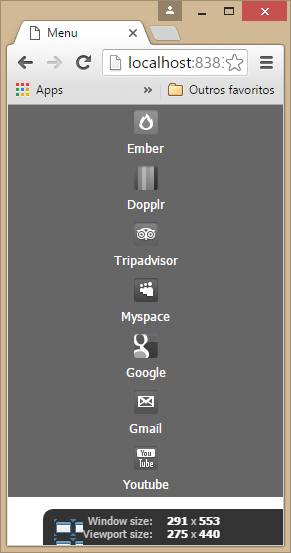 Menu
localhost:838
Apps » Outros favoritos
Ember
Dopplr
Tripadvisor
Myspace
Google
Gmail
You
Tube
Youtube
Window size: 291 x 553
Viewport size: 275 x 440